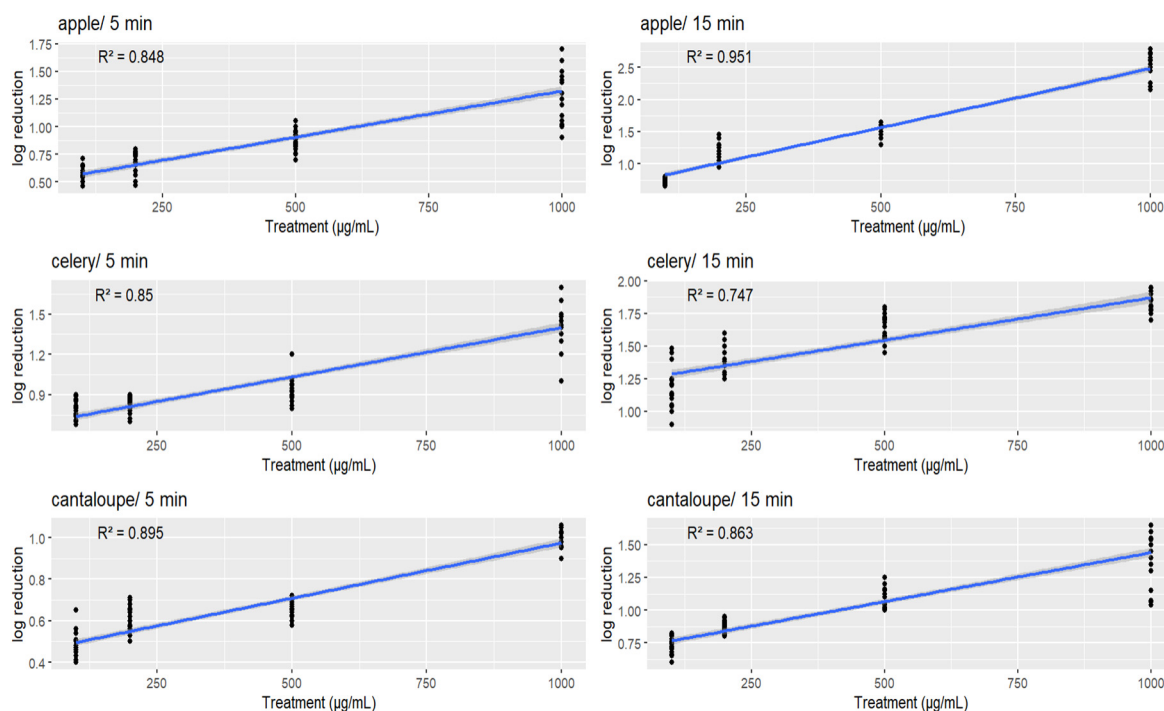 apple/ 5 min
R² = 0.848
1.75
1.50
1.25
1.00
0.75
0.50
log reduction
250
500
750
1000
Treatment (µg/mL)
apple/ 15 min
R² = 0.951
2.5
2.0
1.5
1.0
log reduction
250
500
750
1000
Treatment (µg/mL)
celery/ 5 min
R² = 0.85
1.5
1.2
0.9
log reduction
250
500
750
1000
Treatment (µg/mL)
celery/ 15 min
R² = 0.747
2.00
1.75
1.50
1.25
1.00
log reduction
250
500
750
1000
Treatment (µg/mL)
cantaloupe/ 5 min
R² = 0.895
1.0
0.8
0.6
0.4
log reduction
250
500
750
1000
Treatment (µg/mL)
cantaloupe/ 15 min
R² = 0.863
1.50
1.25
1.00
0.75
log reduction
250
500
750
1000
Treatment (µg/mL)